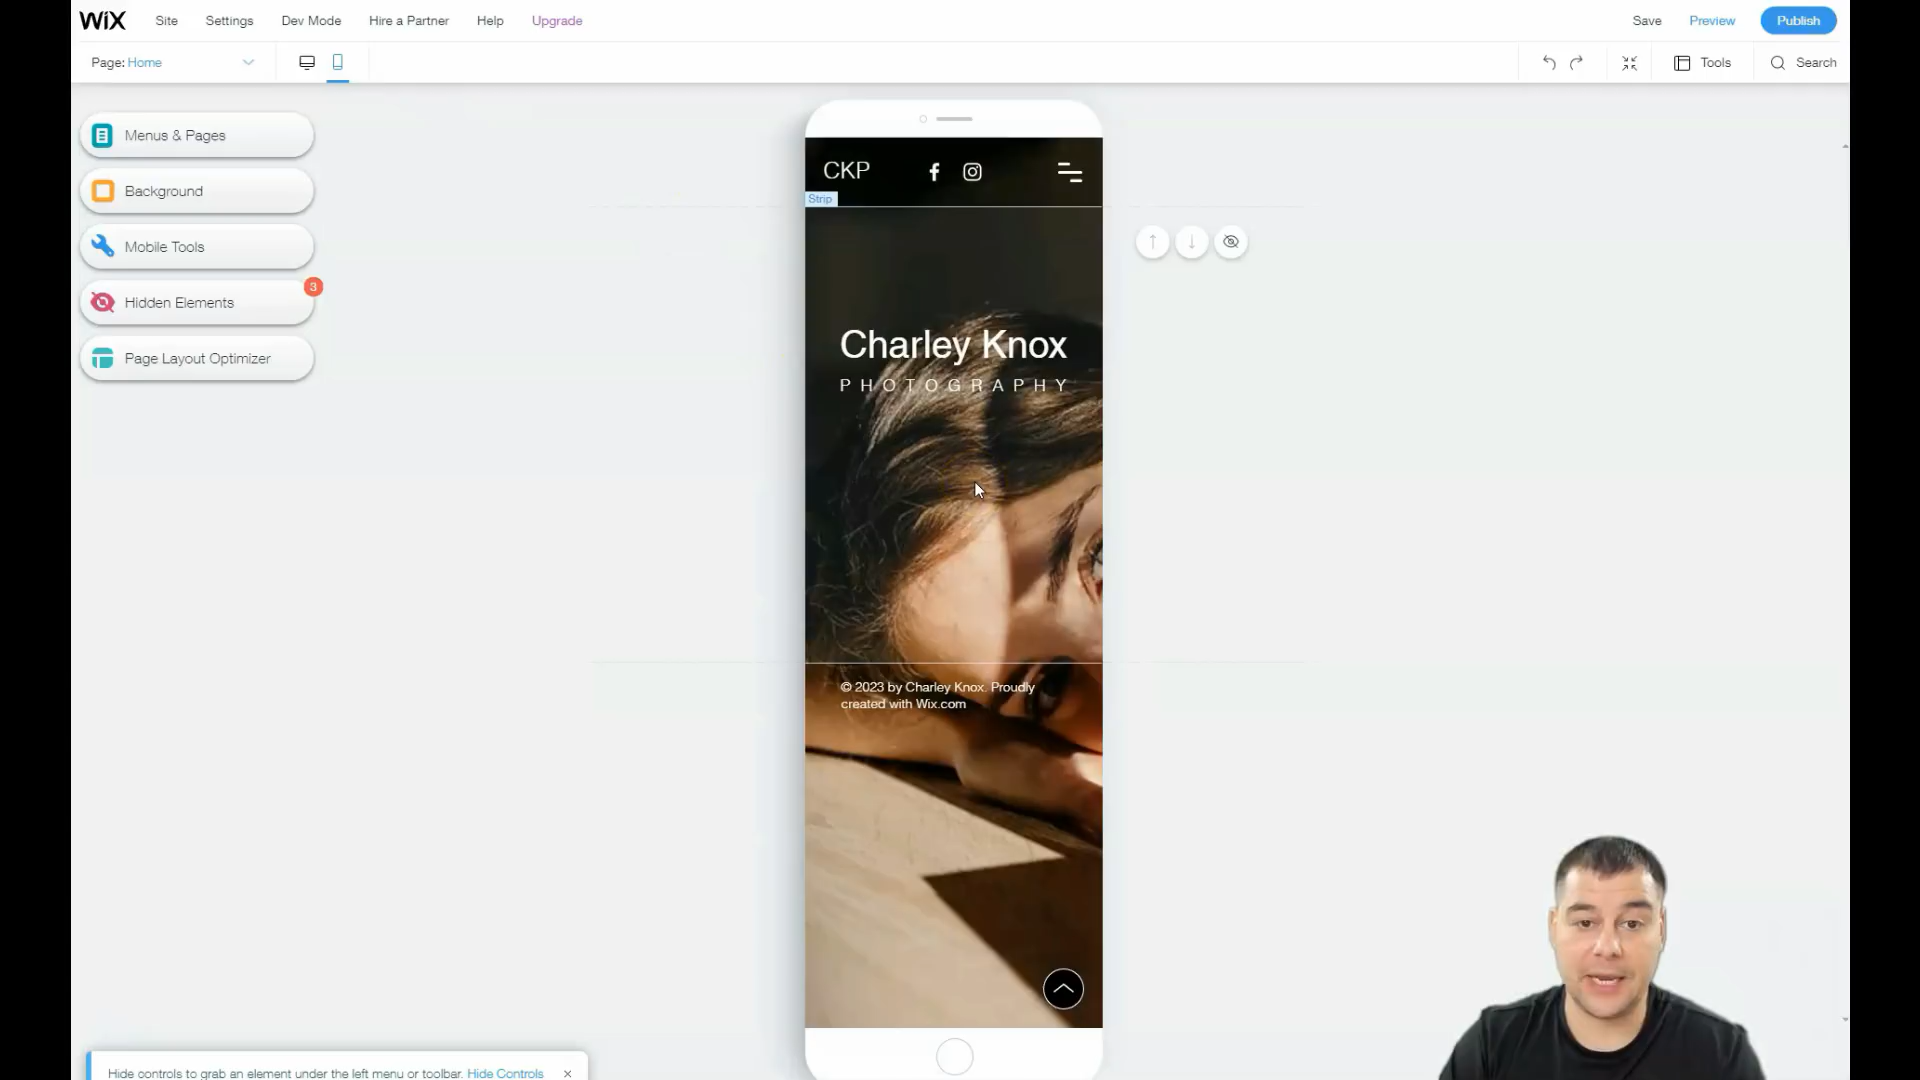 WiX Site Settings Dev Mode Hire a Partner Help Upgrade Save Preview Publish
Page: Home Tools Search
Menus & Pages
Background
Mobile Tools
Hidden Elements 3
Page Layout Optimizer
CKP
Strip
Charley Knox
PHOTOGRAPHY
© 2023 by Charley Knox. Proudly
created with Wix.com
Hide controls to grab an element under the left menu or toolbar. Hide Controls